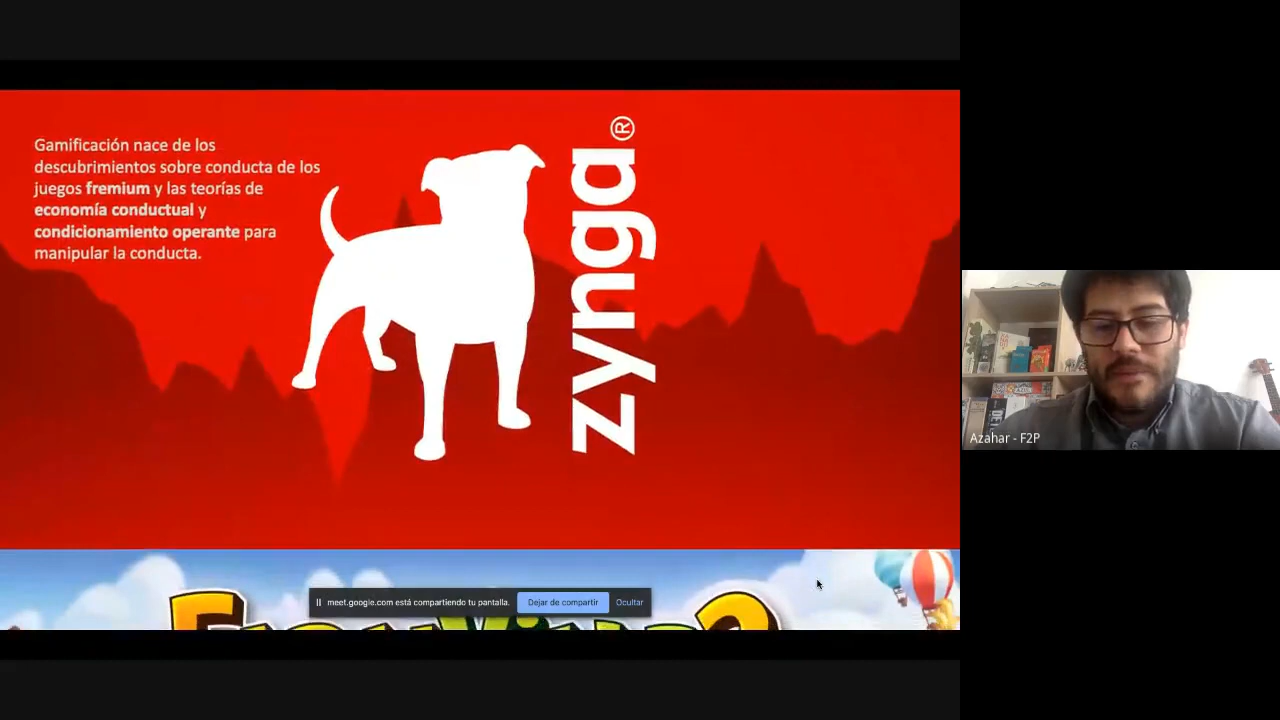 Gamificación nace de los
descubrimientos sobre conducta de los
juegos fremium y las teorías de
economía conductual y
condicionamiento operante para
manipular la conducta.
zynga®
meet.google.com está compartiendo tu pantalla.
Dejar de compartir
Ocultar
Azahar - F2P